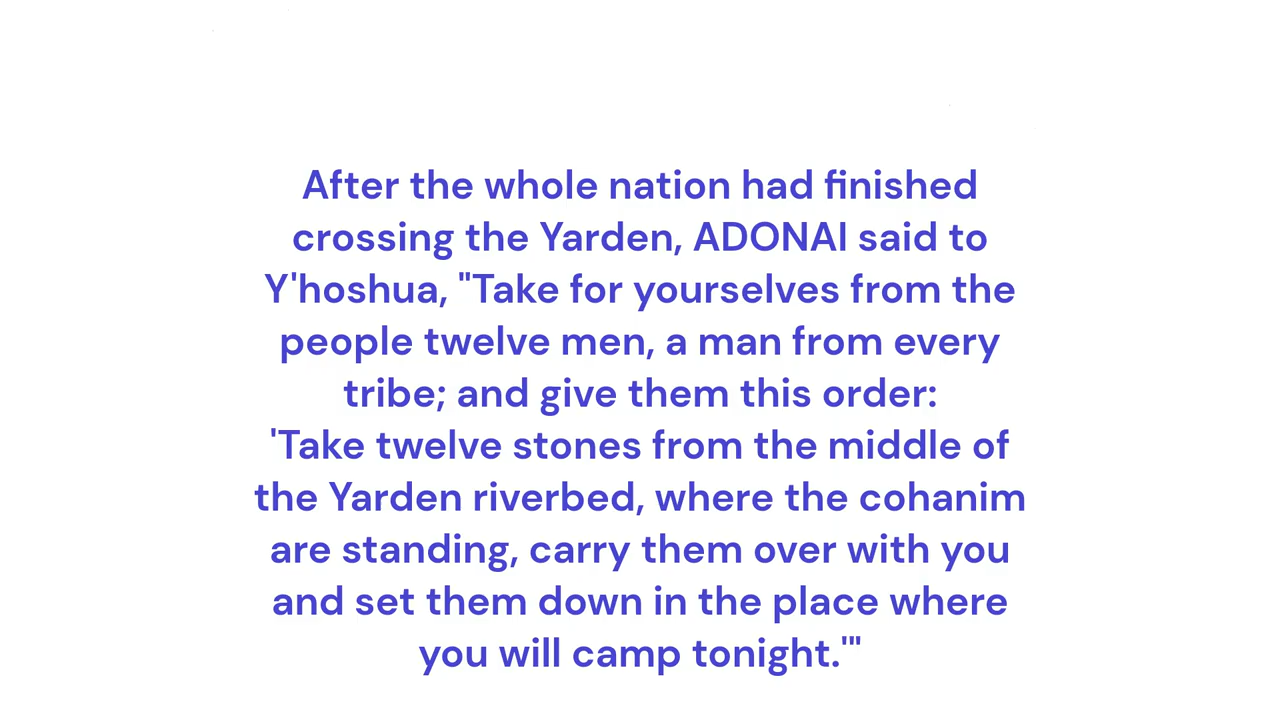 After the whole nation had finished
crossing the Yarden, ADONAI said to
Y'hoshua, "Take for yourselves from the
people twelve men, a man from every
tribe; and give them this order:
'Take twelve stones from the middle of
the Yarden riverbed, where the cohanim
are standing, carry them over with you
and set them down in the place where
you will camp tonight.'"